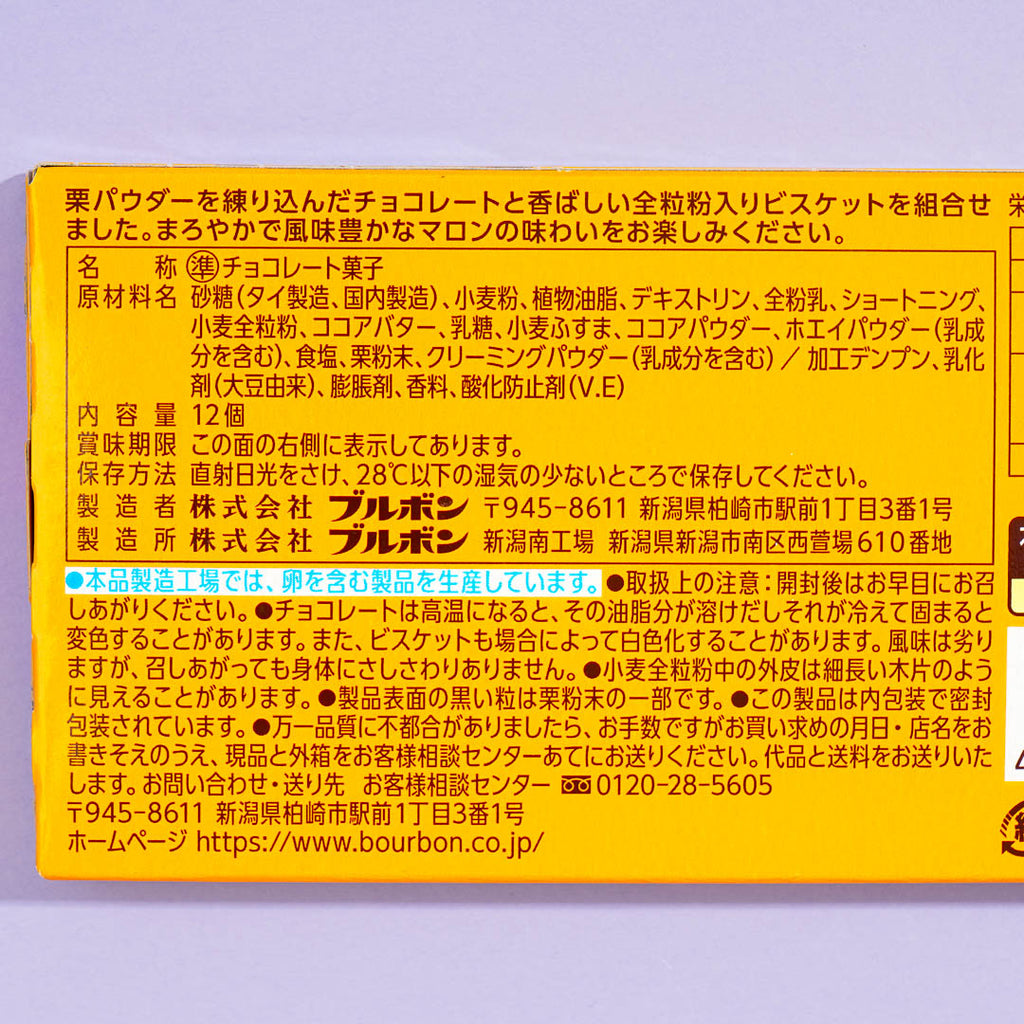 栗パウダーを練り込んだチョコレートと香ばしい全粒粉入りビスケットを組合せ
ました。まろやかで風味豊かなマロンの味わいをお楽しみください。
名称 ㊜チョコレート菓子
原材料名 砂糖(タイ製造、国内製造)、小麦粉、植物油脂、デキストリン、全粉乳、ショートニング、
小麦全粒粉、ココアバター、乳糖、小麦ふすま、ココアパウダー、ホエイパウダー(乳成
分を含む)、食塩、栗粉末、クリーミングパウダー(乳成分を含む)/加工デンプン、乳化
剤(大豆由来)、膨脹剤、香料、酸化防止剤(V.E)
内容量 12個
賞味期限 この面の右側に表示してあります。
保存方法 直射日光をさけ、28℃以下の湿気の少ないところで保存してください。
製造者 株式会社 ブルボン 〒945-8611 新潟県柏崎市駅前1丁目3番1号
製造所 株式会社 ブルボン 新潟南工場 新潟県新潟市南区西萱場610番地
●本品製造工場では、卵を含む製品を生産しています。●取扱上の注意:開封後はお早目にお召
しあがりください。●チョコレートは高温になると、その油脂分が溶けだしそれが冷えて固まると
変色することがあります。また、ビスケットも場合によって白色化することがあります。風味は劣り
ますが、召しあがっても身体にさしさわりありません。●小麦全粒粉中の外皮は細長い木片のよう
に見えることがあります。●製品表面の黒い粒は栗粉末の一部です。●この製品は内包装で密封
包装されています。●万一品質に不都合がありましたら、お手数ですがお買い求めの月日・店名をお
書きそえのうえ、現品と外箱をお客様相談センターあてにお送りください。代品と送料をお送りいた
します。お問い合わせ・送り先 お客様相談センター 0120-28-5605
〒945-8611 新潟県柏崎市駅前1丁目3番1号
ホームページ https://www.bourbon.co.jp/